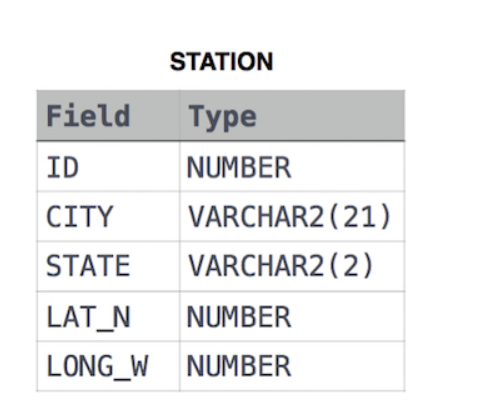 STATION
Field Type
ID NUMBER
CITY VARCHAR2(21)
STATE VARCHAR2(2)
LAT_N NUMBER
LONG_W NUMBER